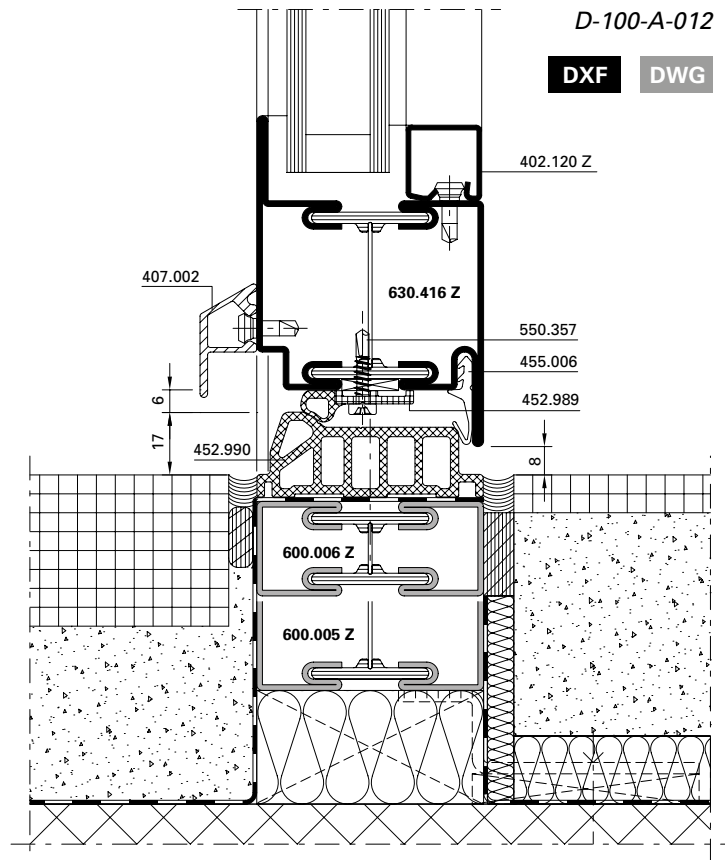 D-100-A-012
DXF DWG
402.120 Z
407.002
630.416 Z
550.357
455.006
6
452.989
17
452.990
8
600.006 Z
600.005 Z